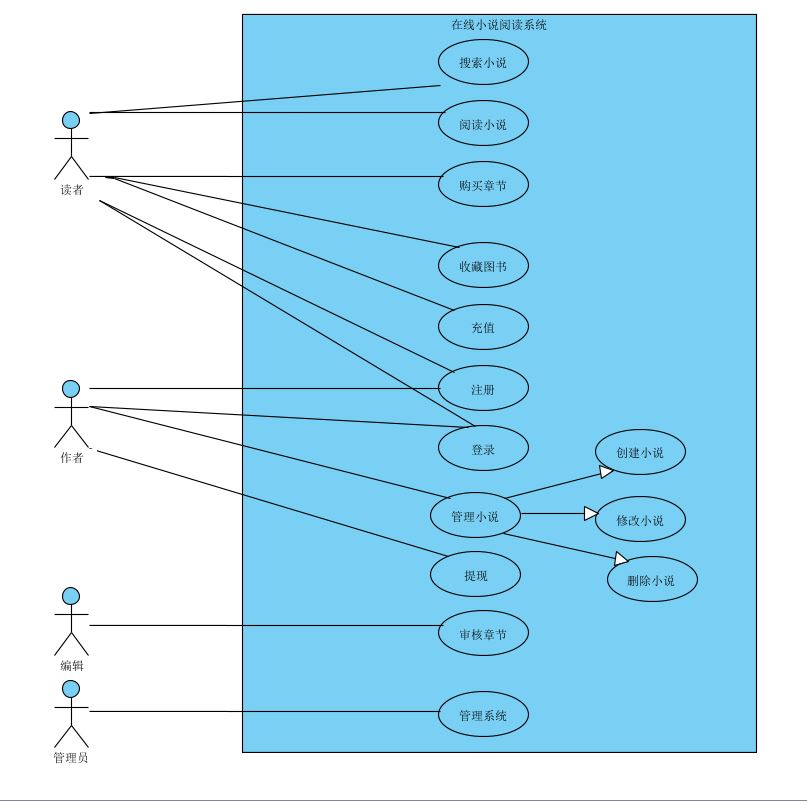 在线小说阅读系统
搜索小说
阅读小说
读者
购买章节
收藏图书
充值
注册
作者
登录
创建小说
管理小说
修改小说
提现
删除小说
审核章节
编辑
管理系统
管理员